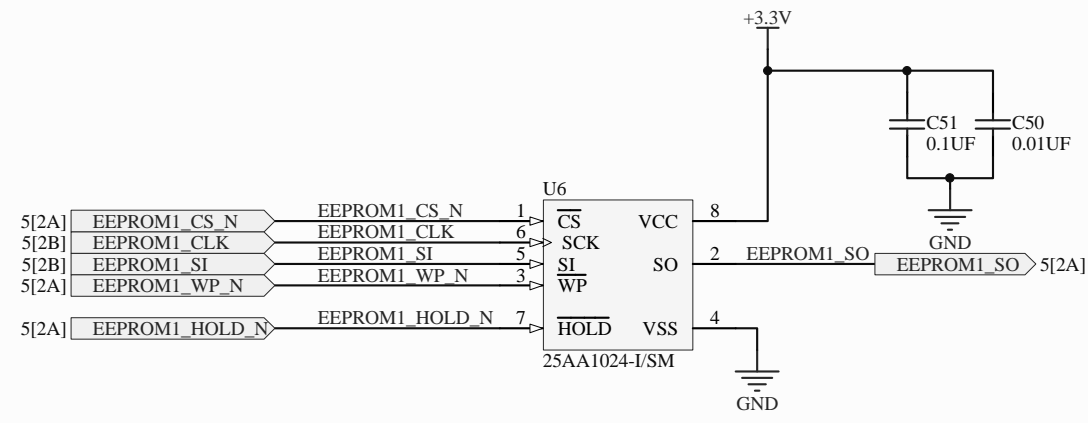 +3.3V
C51
0.1UF
C50
0.01UF
GND
U6
5[2A] EEPROM1_CS_N EEPROM1_CS_N 1 CS VCC 8
5[2B] EEPROM1_CLK EEPROM1_CLK 6 SCK
5[2B] EEPROM1_SI EEPROM1_SI 5 SI SO 2 EEPROM1_SO EEPROM1_SO 5[2A]
5[2A] EEPROM1_WP_N EEPROM1_WP_N 3 WP
5[2A] EEPROM1_HOLD_N EEPROM1_HOLD_N 7 HOLD VSS 4
25AA1024-I/SM
GND